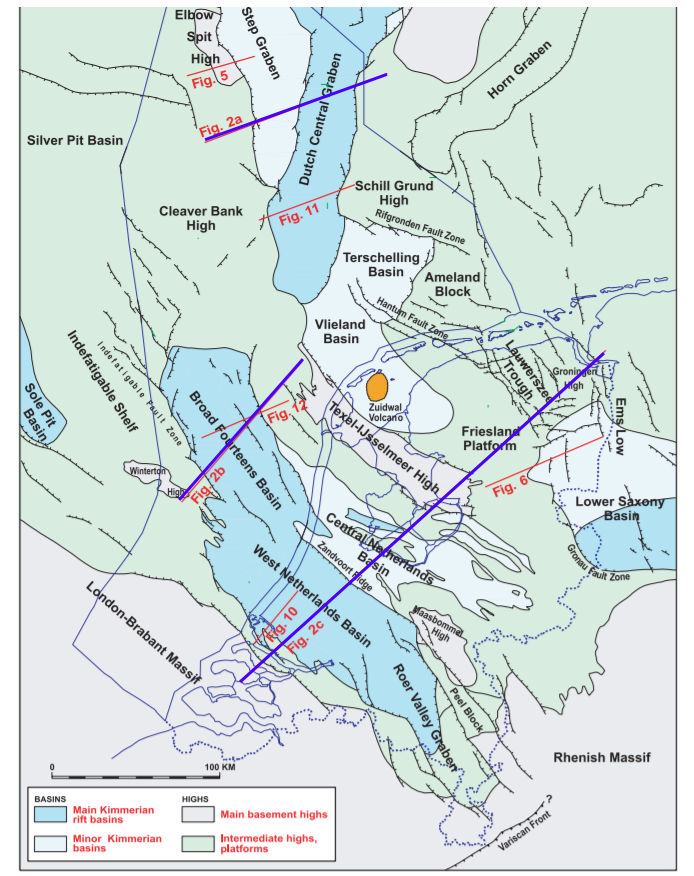 Elbow
Spit
High
Fig. 5
Step Graben
Dutch Central Graben
Horn Graben
Fig. 2a
Silver Pit Basin
Cleaver Bank
High
Fig. 11
Schill Grund
High
Rifgronden Fault Zone
Terschelling
Basin
Ameland
Block
Hantum Fault Zone
Vlieland
Basin
Indefatigable Shelf
Indefatigable Fault Zone
Sole Pit
Basin
Broad Fourteens Basin
Fig. 12
Zuidwal
Volcano
Texel-IJsselmeer High
Lauwerszee
Trough
Groningen
High
Ems Low
Friesland
Platform
Fig. 6
Winterton
High
Fig. 2b
Lower Saxony
Basin
Central Netherlands
Basin
Zandvoort Ridge
Gronau Fault Zone
West Netherlands Basin
London-Brabant Massif
Fig. 10
Fig. 2c
Maasbommel
High
Peel Block
Roer Valley Graben
Rhenish Massif
0 100 KM
Variscan Front
?
BASINS
Main Kimmerian
rift basins
Minor Kimmerian
basins
HIGHS
Main basement highs
Intermediate highs,
platforms